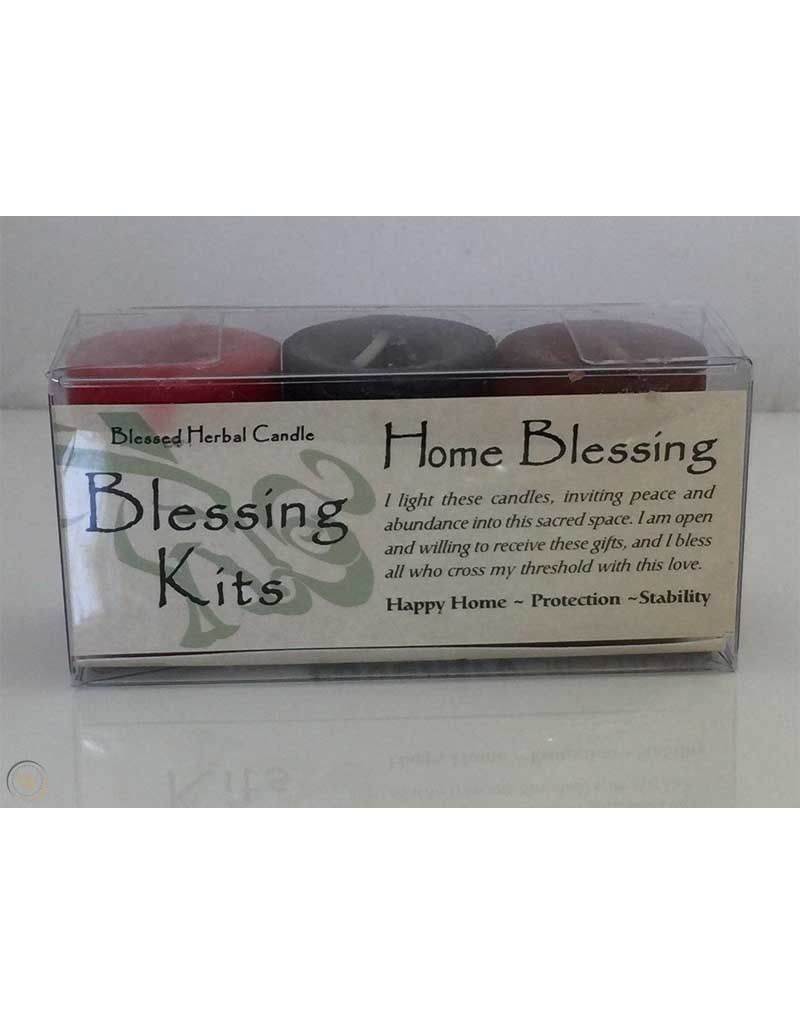 Blessed Herbal Candle
Blessing
Kits
Home Blessing
I light these candles, inviting peace and
abundance into this sacred space. I am open
and willing to receive these gifts, and I bless
all who cross my threshold with this love.
Happy Home ~ Protection ~Stability